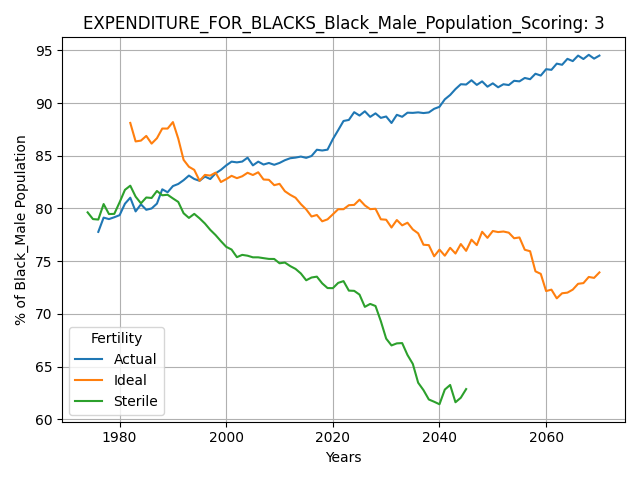 EXPENDITURE_FOR_BLACKS_Black_Male_Population_Scoring: 3
% of Black_Male Population
95
90
85
80
75
70
65
60
Fertility
Actual
Ideal
Sterile
1980 2000 2020 2040 2060
Years